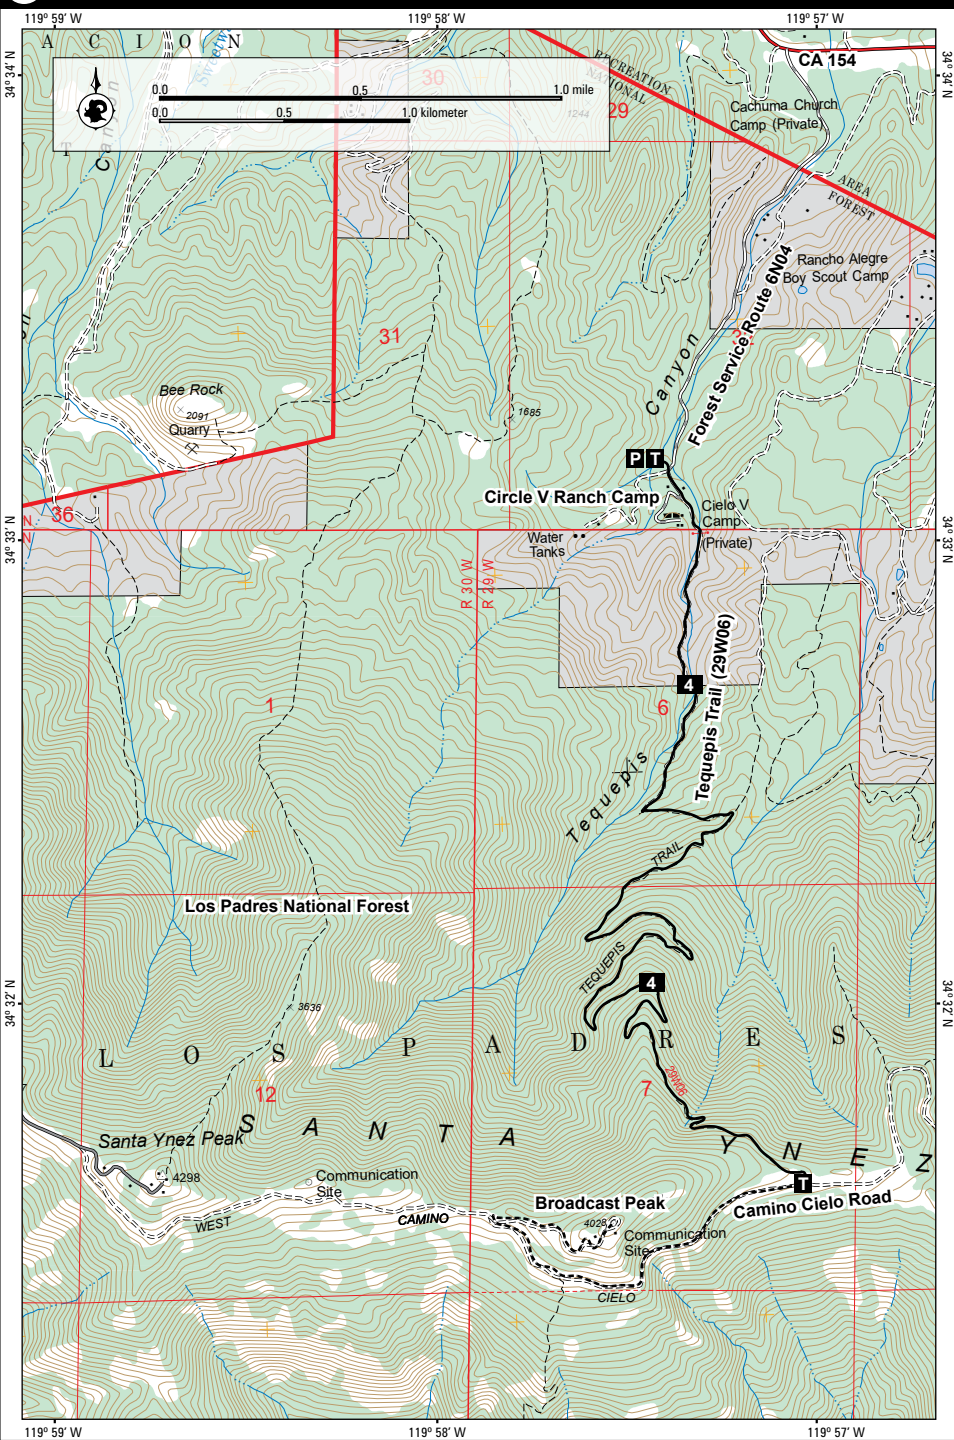 119° 59' W
119° 58' W
119° 57' W
A C I O N
Sweetw
34° 34' N
34° 34' N
CA 154
RECREATION
NATIONAL
30
0.0 0.5 1.0 mile
0.0 0.5 1.0 kilometer
1244
29
Cachuma Church
Camp (Private)
T
Can n
AREA
FOREST
Rancho Alegre
Boy Scout Camp
31
Canyon
Forest Service Route 6N04
Bee Rock
2091
Quarry
1685
P T
Circle V Ranch Camp
Cielo V
Camp
(Private)
36
N
N
34° 33' N
34° 33' N
Water
Tanks
R 30 W
R 29 W
4
Tequepis Trail (29W06)
1
6
Tequepis
TRAIL
Los Padres National Forest
TEQUEPIS
4
34° 32' N
34° 32' N
3636
L O S P A D R E S
12
7
29W06
S A N T A Y N E Z
Santa Ynez Peak
4298
Communication
Site
T
Camino Cielo Road
Broadcast Peak
4028
Communication
Site
WEST
CAMINO
CIELO
119° 59' W
119° 58' W
119° 57' W